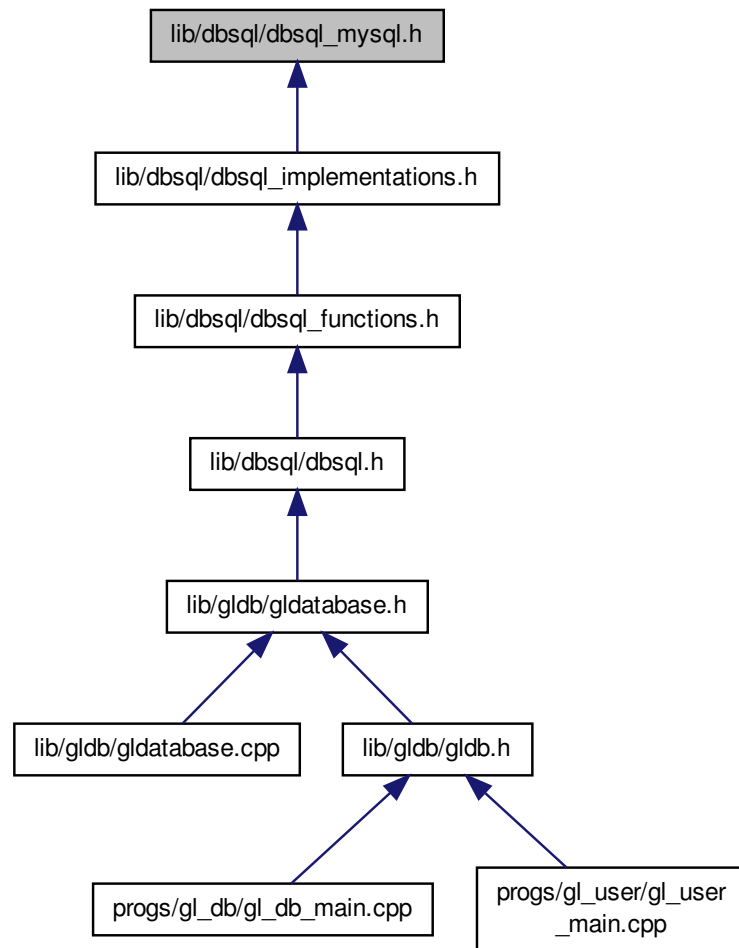 lib/dbsql/dbsql_mysql.h
lib/dbsql/dbsql_implementations.h
lib/dbsql/dbsql_functions.h
lib/dbsql/dbsql.h
lib/gldb/gldatabase.h
lib/gldb/gldatabase.cpp
lib/gldb/gldb.h
progs/gl_db/gl_db_main.cpp
progs/gl_user/gl_user
_main.cpp